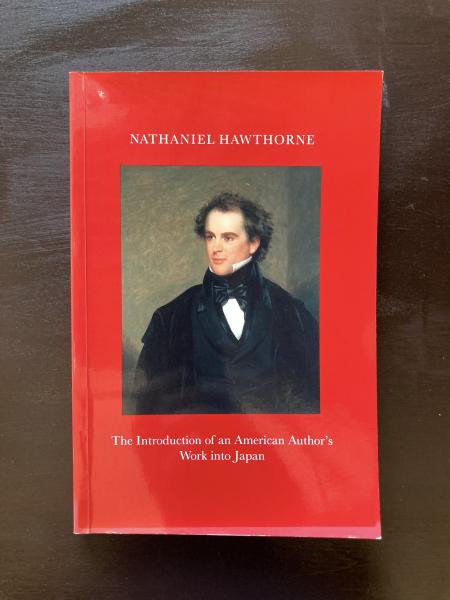 NATHANIEL HAWTHORNE
The Introduction of an American Author's
Work into Japan